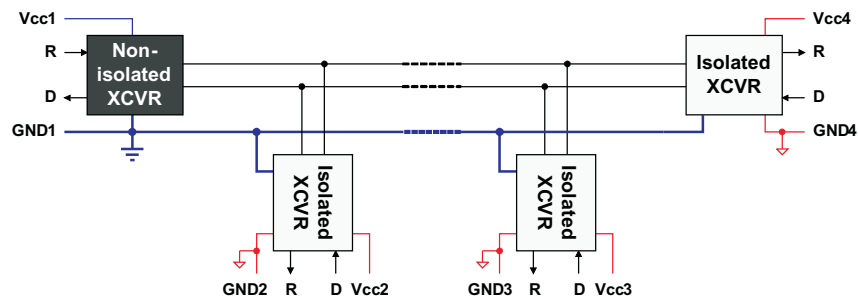 Vcc1
R
D
GND1
Non-
isolated
XCVR
Isolated
XCVR
Vcc4
R
D
GND4
Isolated
XCVR
GND2
R
D
Vcc2
Isolated
XCVR
GND3
R
D
Vcc3